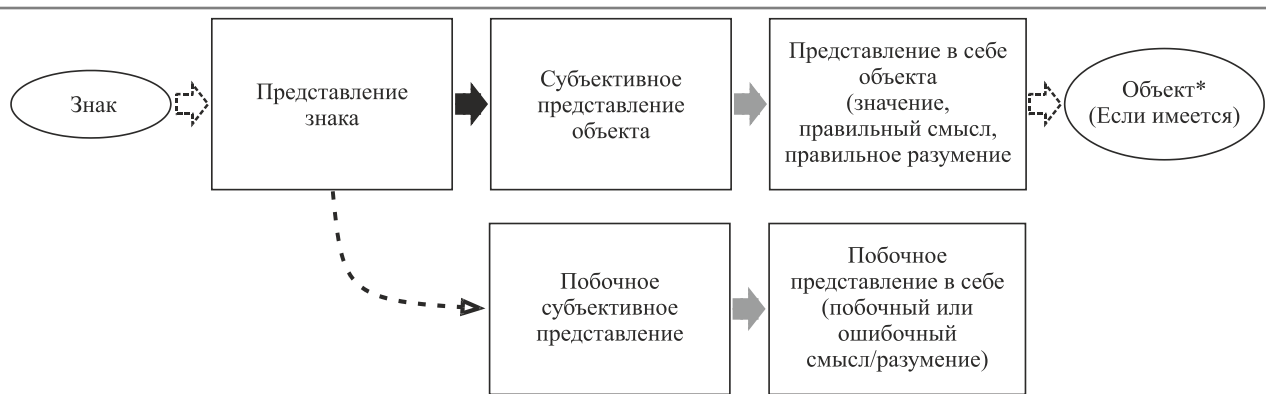 Знак
Представление
знака
Субъективное
представление
объекта
Представление в себе
объекта
(значение,
правильный смысл,
правильное разумение
Объект*
(Если имеется)
Побочное
субъективное
представление
Побочное
представление в себе
(побочный или
ошибочный
смысл/разумение)